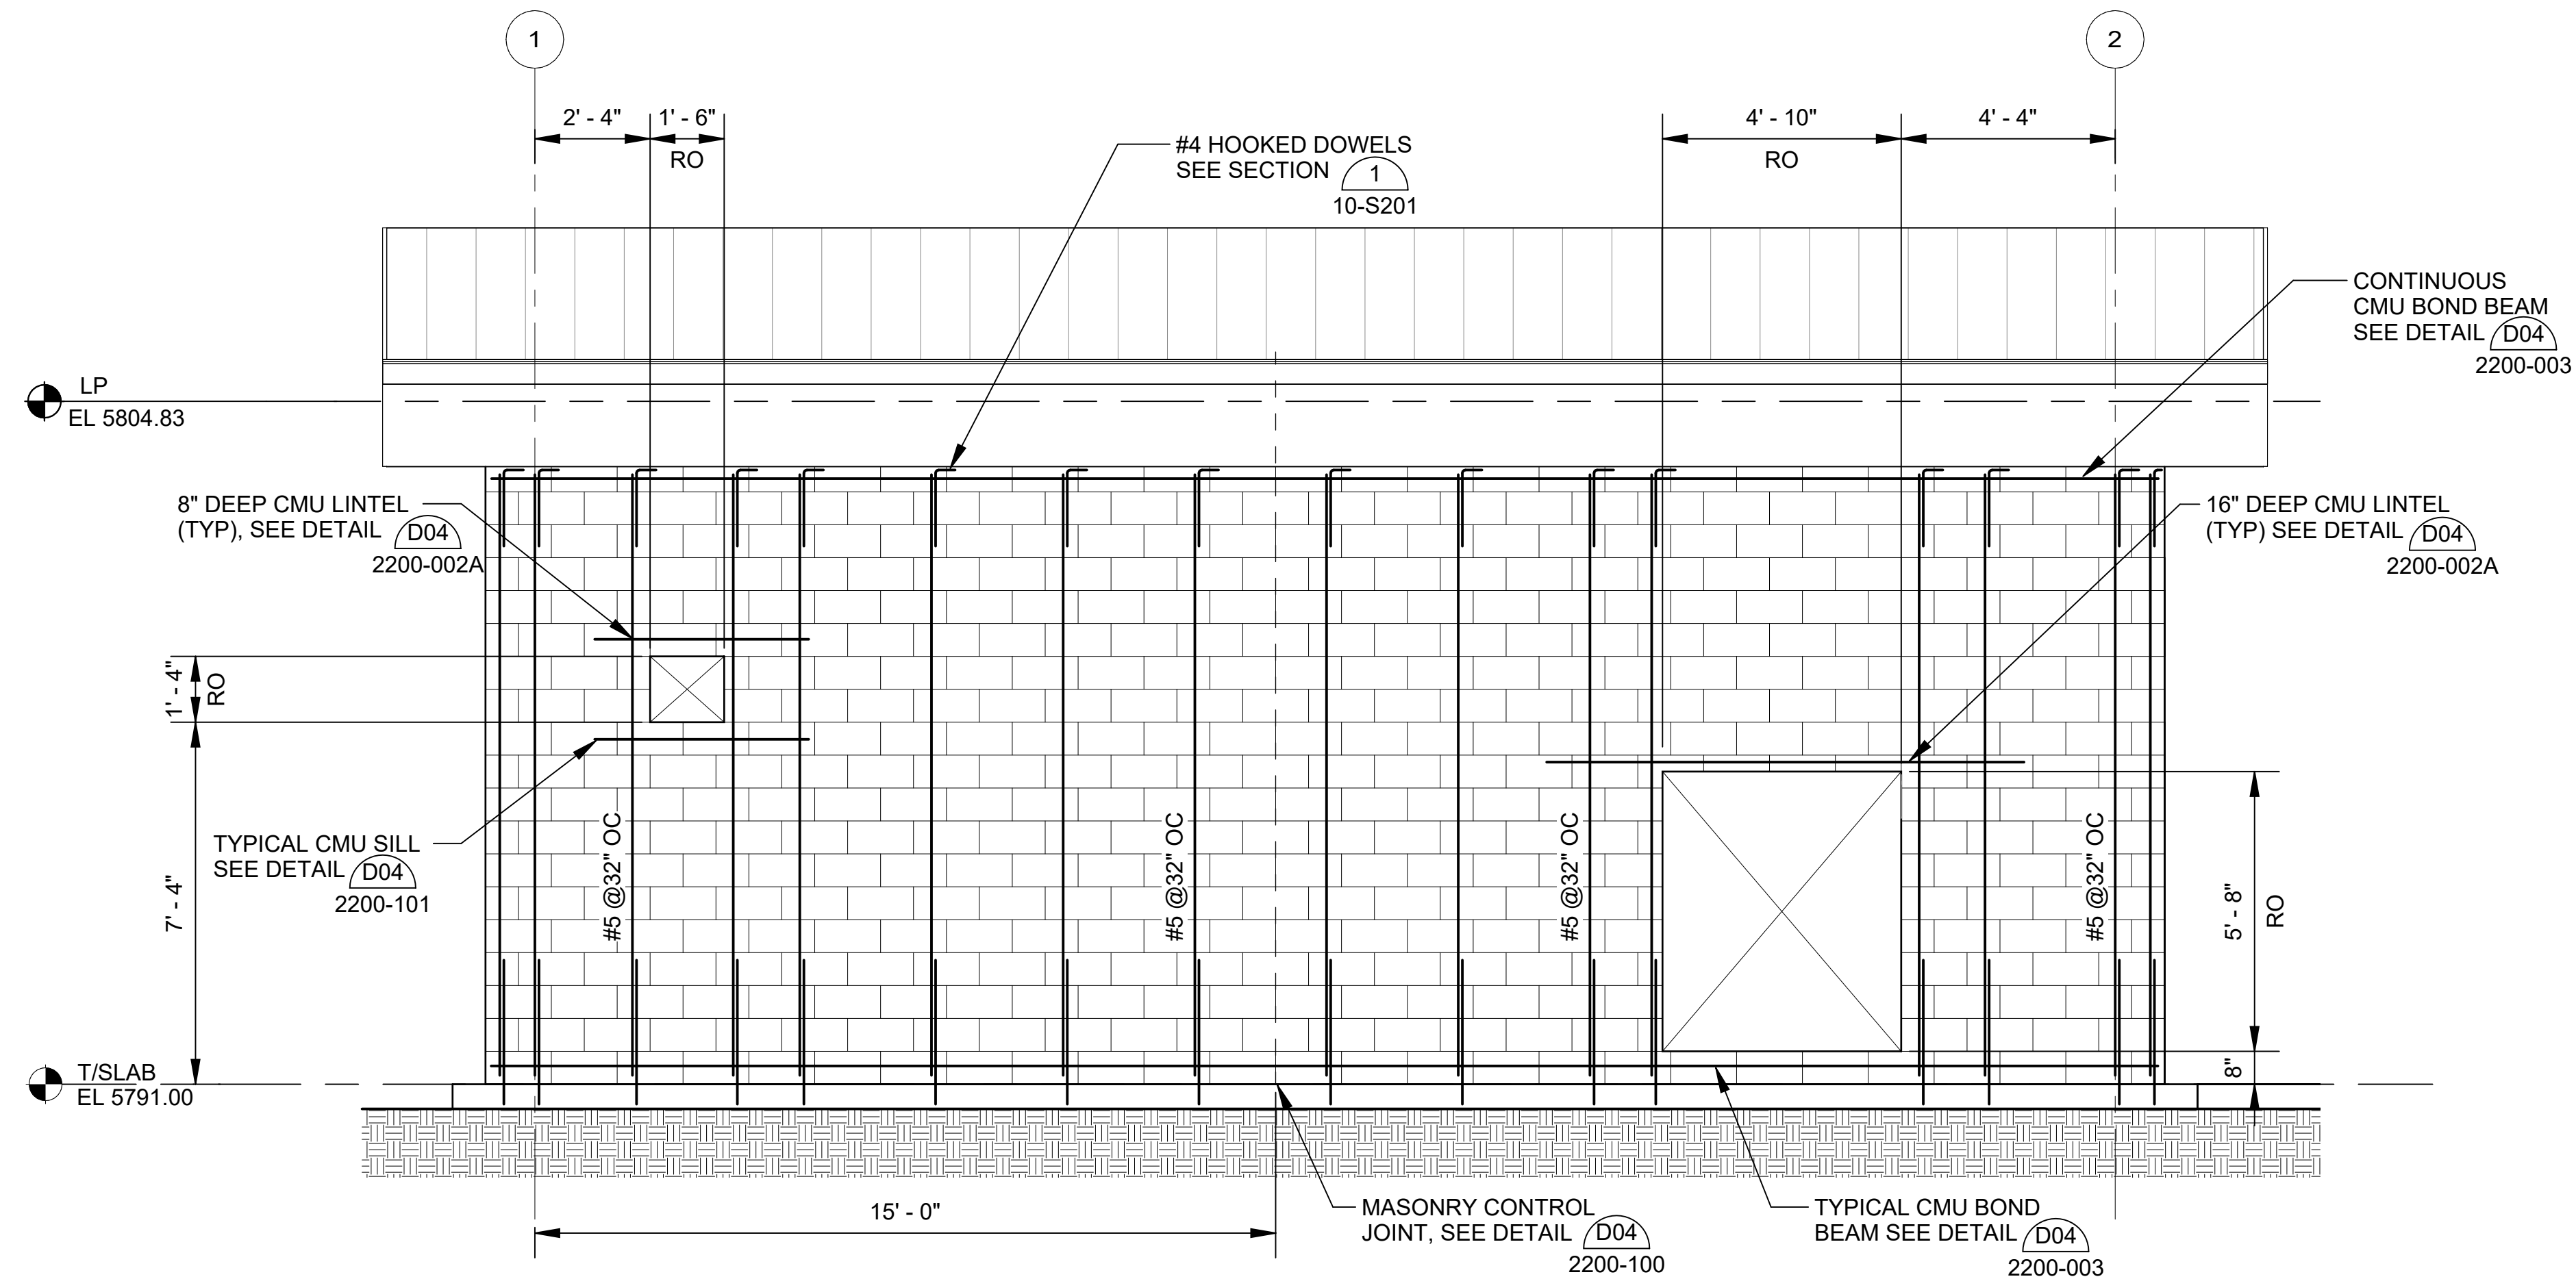 1
2
2' - 4"
1' - 6"
RO
4' - 10"
RO
4' - 4"
#4 HOOKED DOWELS
SEE SECTION
1
10-S201
CONTINUOUS
CMU BOND BEAM
SEE DETAIL
D04
2200-003
LP
EL 5804.83
8" DEEP CMU LINTEL
(TYP), SEE DETAIL
D04
2200-002A
16" DEEP CMU LINTEL
(TYP) SEE DETAIL
D04
2200-002A
1' - 4"
RO
TYPICAL CMU SILL
SEE DETAIL
D04
2200-101
7' - 4"
#5 @32" OC
#5 @32" OC
#5 @32" OC
#5 @32" OC
5' - 8"
RO
8"
T/SLAB
EL 5791.00
15' - 0"
MASONRY CONTROL
JOINT, SEE DETAIL
D04
2200-100
TYPICAL CMU BOND
BEAM SEE DETAIL
D04
2200-003